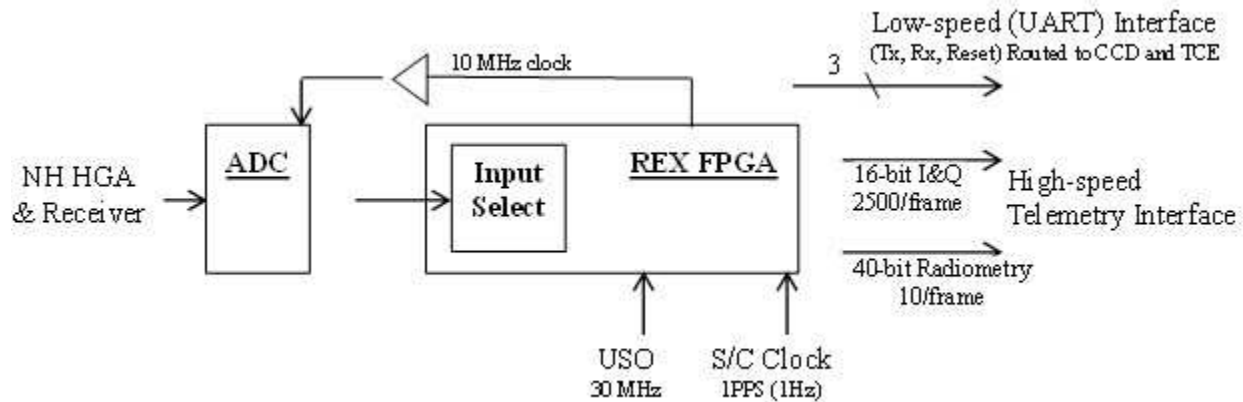 Low-speed (UART) Interface
(Tx, Rx, Reset) Routed to CCD and TCE
3
10 MHz clock
ADC
REX FPGA
Input
Select
NH HGA
& Receiver
16-bit I&Q
2500/frame
High-speed
Telemetry Interface
40-bit Radiometry
10/frame
USO
30 MHz
S/C Clock
1PPS (1Hz)